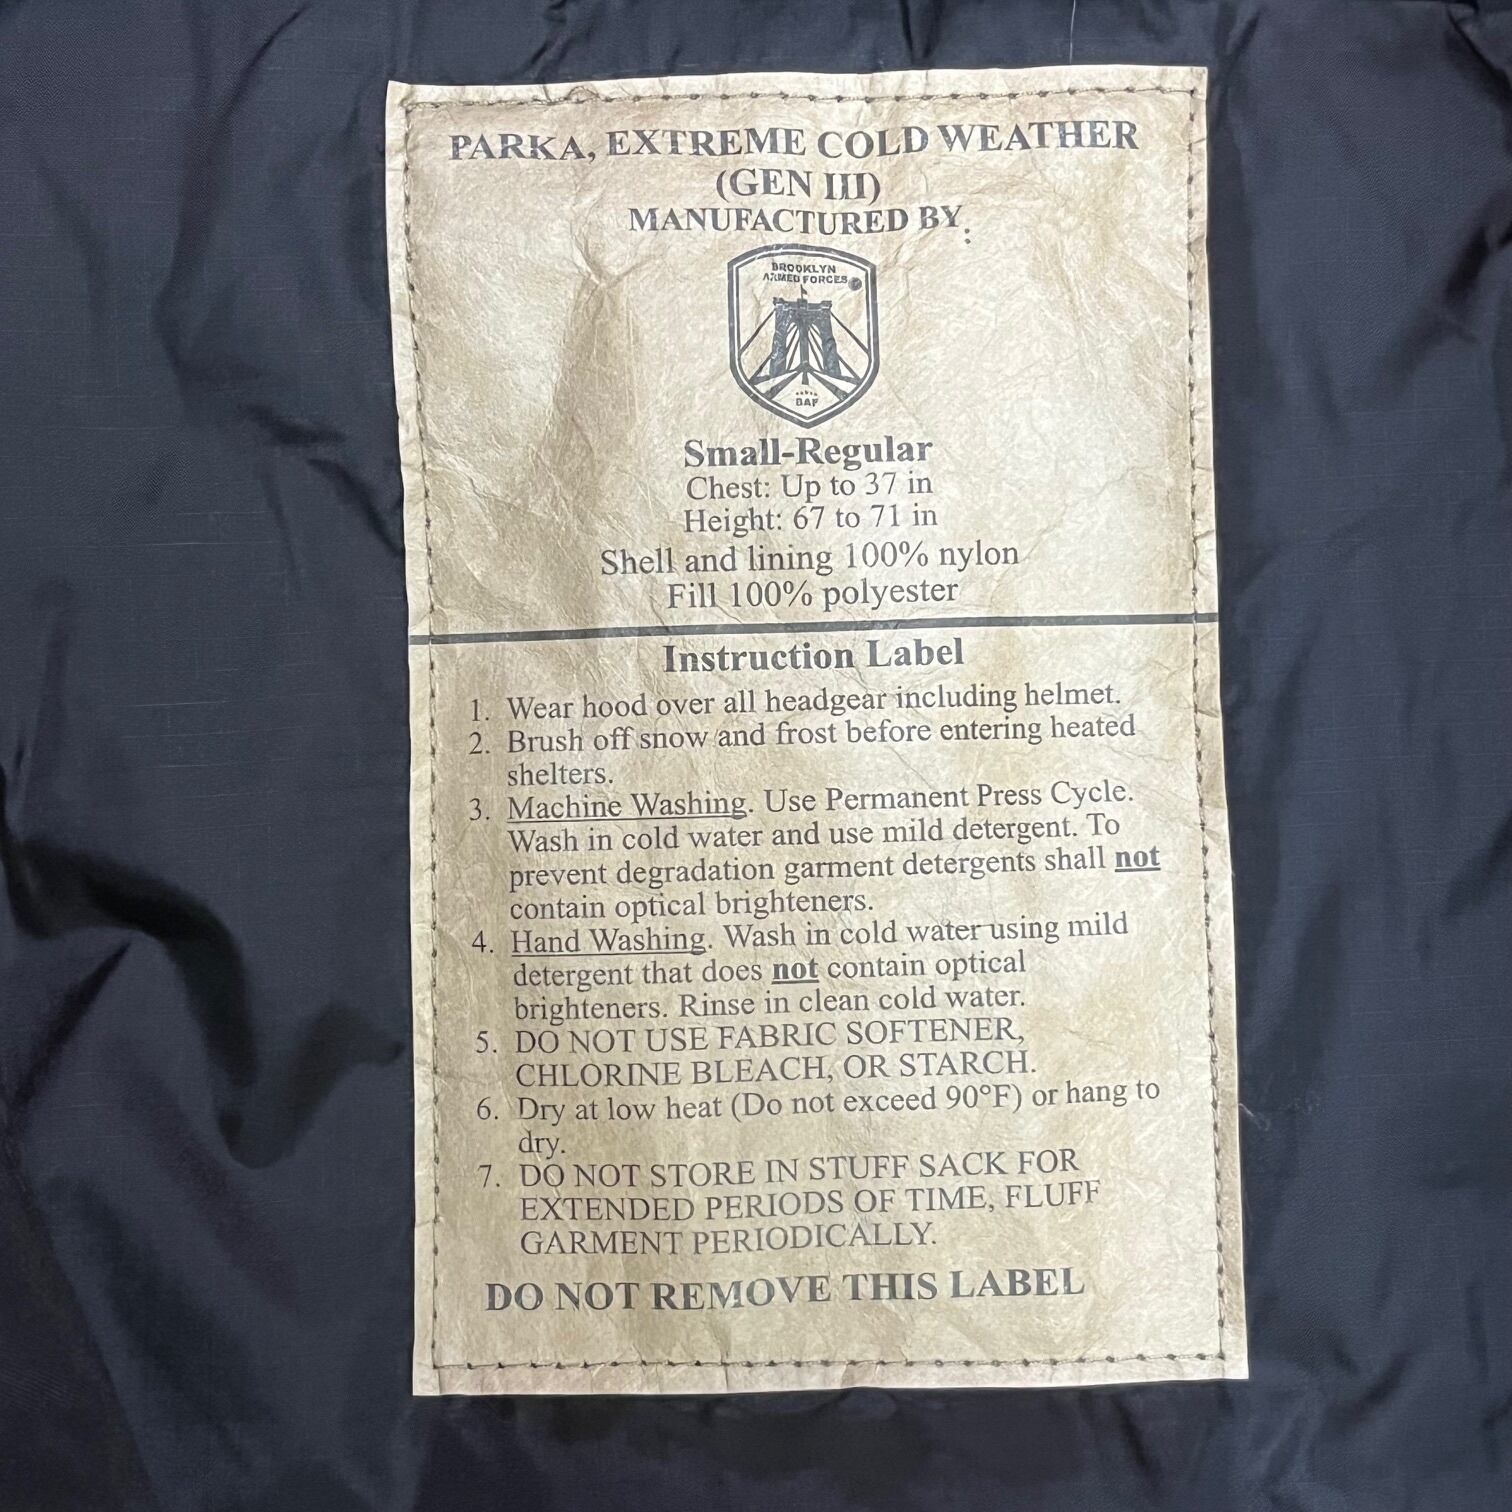 PARKA, EXTREME COLD WEATHER
(GEN III)
MANUFACTURED BY:
BROOKLYN
ARMED FORCES
BAF
Small-Regular
Chest: Up to 37 in
Height: 67 to 71 in
Shell and lining 100% nylon
Fill 100% polyester
Instruction Label
1. Wear hood over all headgear including helmet.
2. Brush off snow and frost before entering heated
shelters.
3. Machine Washing. Use Permanent Press Cycle.
Wash in cold water and use mild detergent. To
prevent degradation garment detergents shall not
contain optical brighteners.
4. Hand Washing. Wash in cold water using mild
detergent that does not contain optical
brighteners. Rinse in clean cold water.
5. DO NOT USE FABRIC SOFTENER,
CHLORINE BLEACH, OR STARCH.
6. Dry at low heat (Do not exceed 90°F) or hang to
dry.
7. DO NOT STORE IN STUFF SACK FOR
EXTENDED PERIODS OF TIME, FLUFF
GARMENT PERIODICALLY.
DO NOT REMOVE THIS LABEL